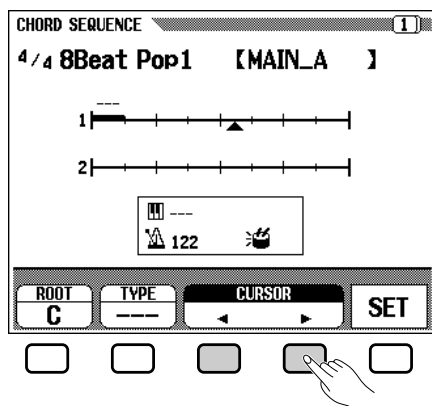 CHORD SEQUENCE 1
4/4 8Beat Pop1 【MAIN_A 】
---
1
2
---
122
ROOT TYPE CURSOR SET
C --- ◄ ►